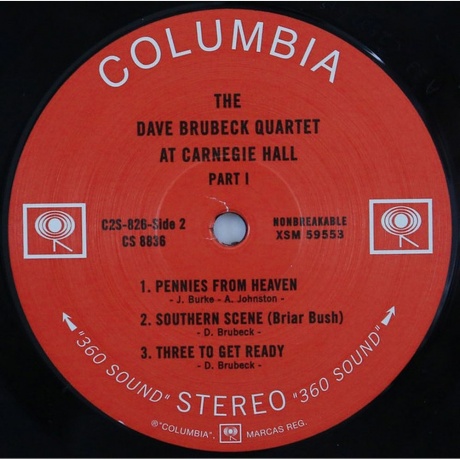 COLUMBIA
THE
DAVE BRUBECK QUARTET
AT CARNEGIE HALL
PART I
C2S-826-Side 2
CS 8836
NONBREAKABLE
XSM 59553
1. PENNIES FROM HEAVEN
- J. Burke - A. Johnston -
2. SOUTHERN SCENE (Briar Bush)
- D. Brubeck -
3. THREE TO GET READY
- D. Brubeck -
"360 SOUND" STEREO "360 SOUND"
℗ "COLUMBIA", MARCAS REG.